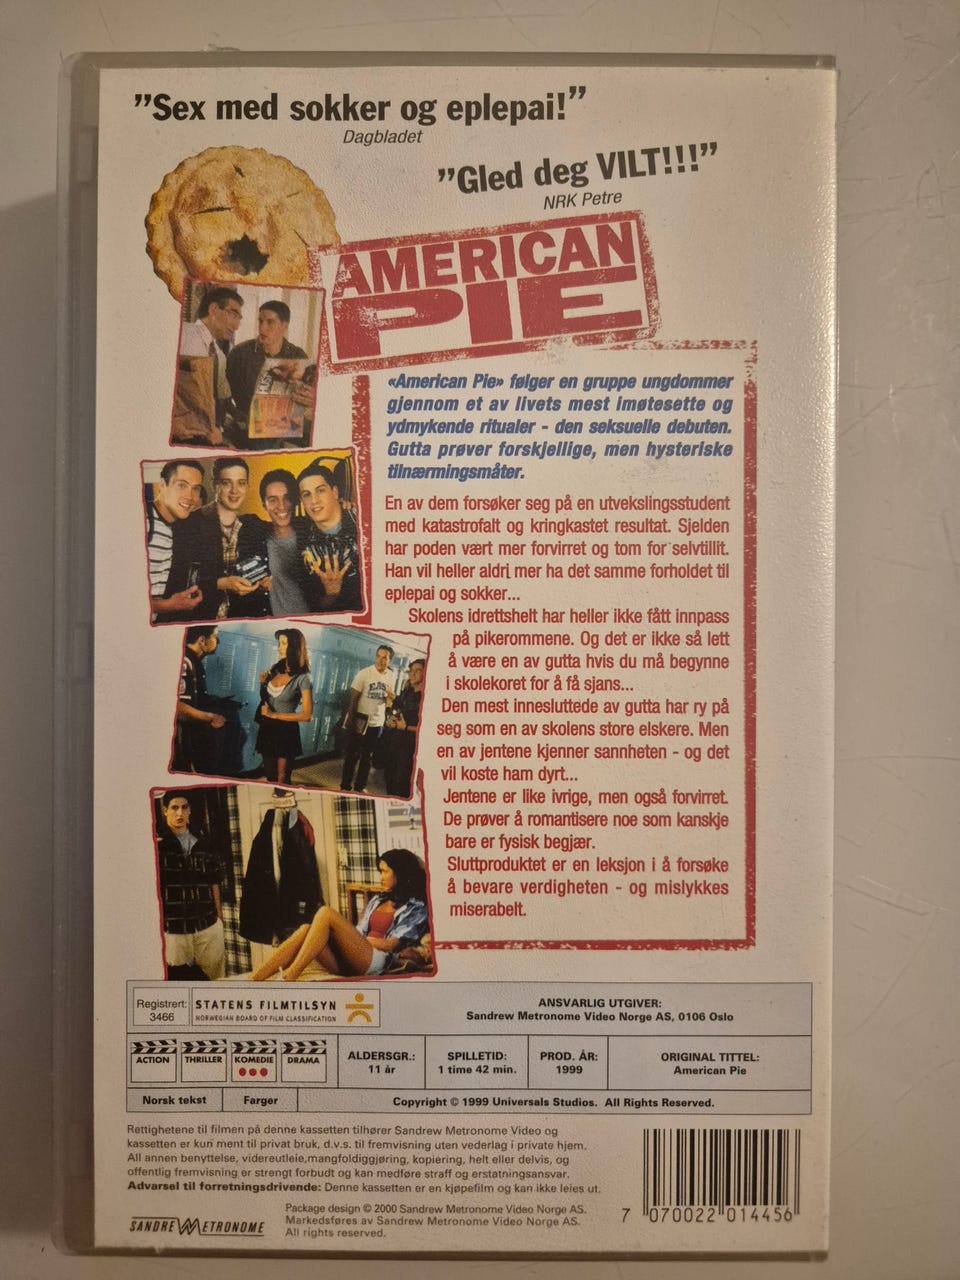 ”Sex med sokker og eplepai!”
Dagbladet
”Gled deg VILT!!!”
NRK Petre
AMERICAN
PIE
«American Pie» følger en gruppe ungdommer
gjennom et av livets mest imøtesette og
ydmykende ritualer - den seksuelle debuten.
Gutta prøver forskjellige, men hysteriske
tilnærmingsmåter.
En av dem forsøker seg på en utvekslingsstudent
med katastrofalt og kringkastet resultat. Sjelden
har poden vært mer forvirret og tom for selvtillit.
Han vil heller aldri mer ha det samme forholdet til
eplepai og sokker...
Skolens idrettshelt har heller ikke fått innpass
på pikerommene. Og det er ikke så lett
å være en av gutta hvis du må begynne
i skolekoret for å få sjans...
Den mest innesluttede av gutta har ry på
seg som en av skolens store elskere. Men
en av jentene kjenner sannheten - og det
vil koste ham dyrt...
Jentene er like ivrige, men også forvirret.
De prøver å romantisere noe som kanskje
bare er fysisk begjær.
Sluttproduktet er en leksjon i å forsøke
å bevare verdigheten - og mislykkes
miserabelt.
Registrert:
3466
STATENS FILMTILSYN
NORWEGIAN BOARD OF FILM CLASSIFICATION
ANSVARLIG UTGIVER:
Sandrew Metronome Video Norge AS, 0106 Oslo
ACTION THRILLER KOMEDIE DRAMA
ALDERSGR.:
11 år
SPILLETID:
1 time 42 min.
PROD. ÅR:
1999
ORIGINAL TITTEL:
American Pie
Norsk tekst Farger Copyright © 1999 Universals Studios. All Rights Reserved.
Rettighetene til filmen på denne kassetten tilhører Sandrew Metronome Video og
kassetten er kun ment til privat bruk, d.v.s. til fremvisning uten vederlag i private hjem.
All annen benyttelse, videreutleie,mangfoldiggjøring, kopiering, helt eller delvis, og
offentlig fremvisning er strengt forbudt og kan medføre straff og erstatningsansvar.
Advarsel til forretningsdrivende: Denne kassetten er en kjøpefilm og kan ikke leies ut.
SANDREW METRONOME
Package design © 2000 Sandrew Metronome Video Norge AS.
Markedsføres av Sandrew Metronome Video Norge AS.
All rights reserved.
7 070022 014456